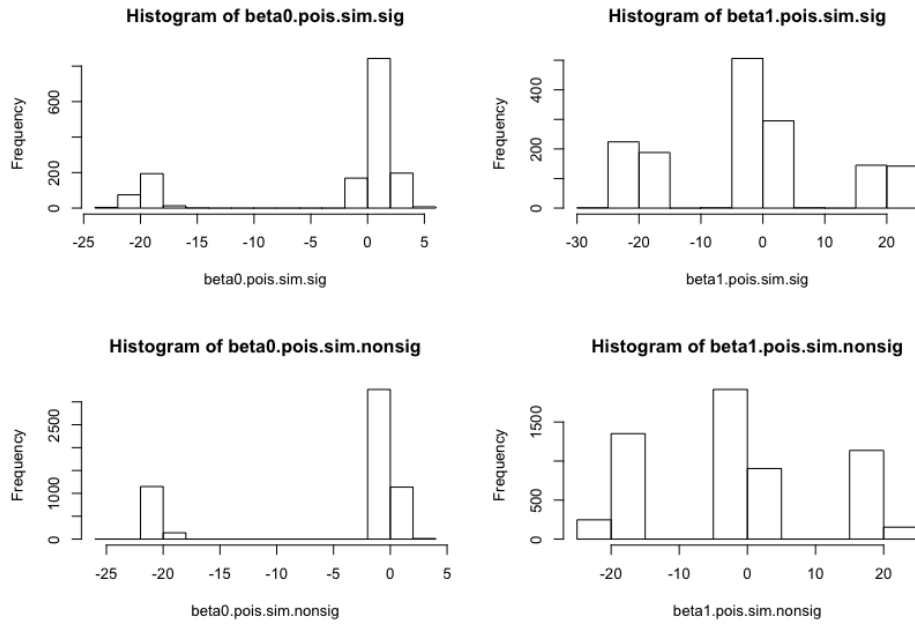 Histogram of beta0.pois.sim.sig
Frequency
0 200 600
-25 -20 -15 -10 -5 0 5
beta0.pois.sim.sig
Histogram of beta1.pois.sim.sig
Frequency
0 200 400
-30 -20 -10 0 10 20
beta1.pois.sim.sig
Histogram of beta0.pois.sim.nonsig
Frequency
0 1000 2500
-25 -20 -15 -10 -5 0 5
beta0.pois.sim.nonsig
Histogram of beta1.pois.sim.nonsig
Frequency
0 500 1500
-20 -10 0 10 20
beta1.pois.sim.nonsig